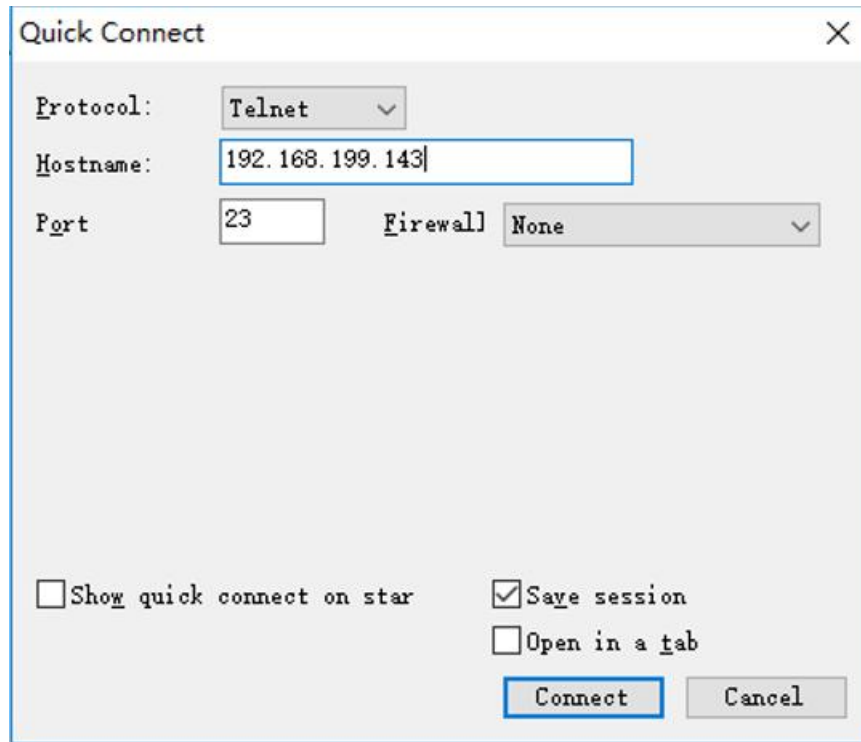 Quick Connect
Protocol: Telnet
Hostname: 192.168.199.143
Port 23 Firewall None
Show quick connect on star Save session
Open in a tab
Connect Cancel